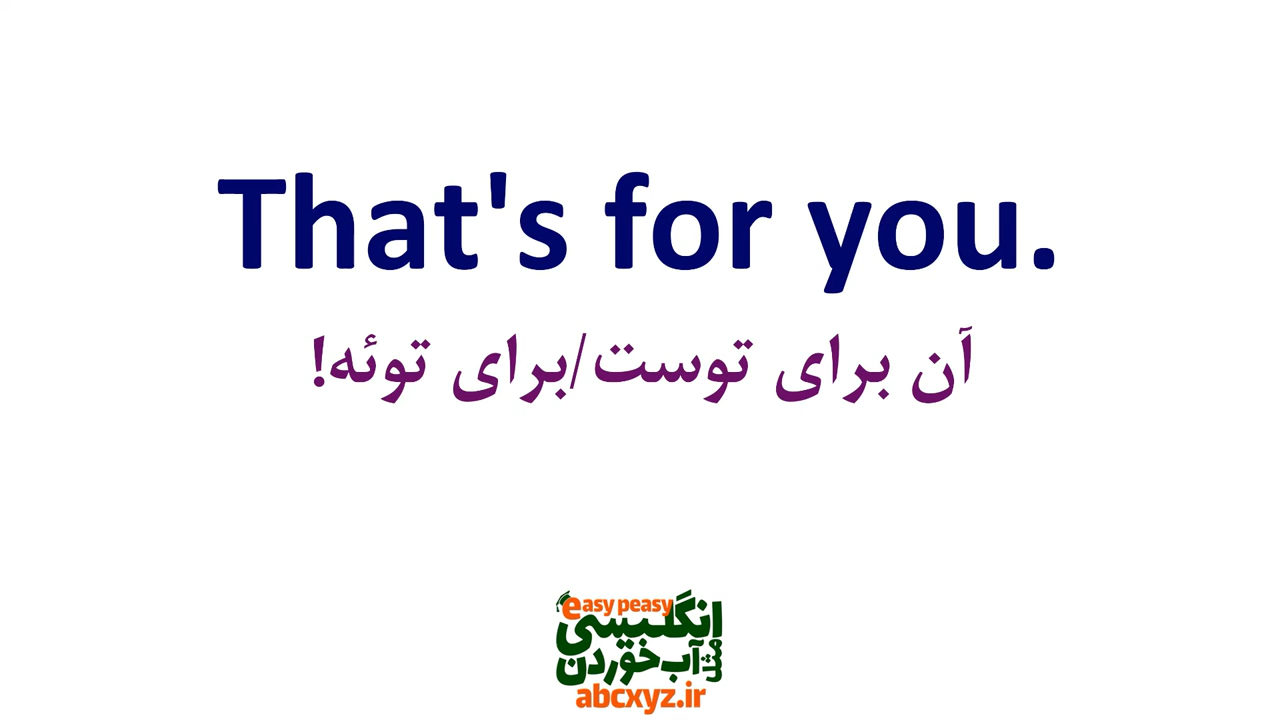 That's for you.
آن برای توست/برای توئه!
easy peasy
انگلیسی
مثل آب خوردن
abcxyz.ir